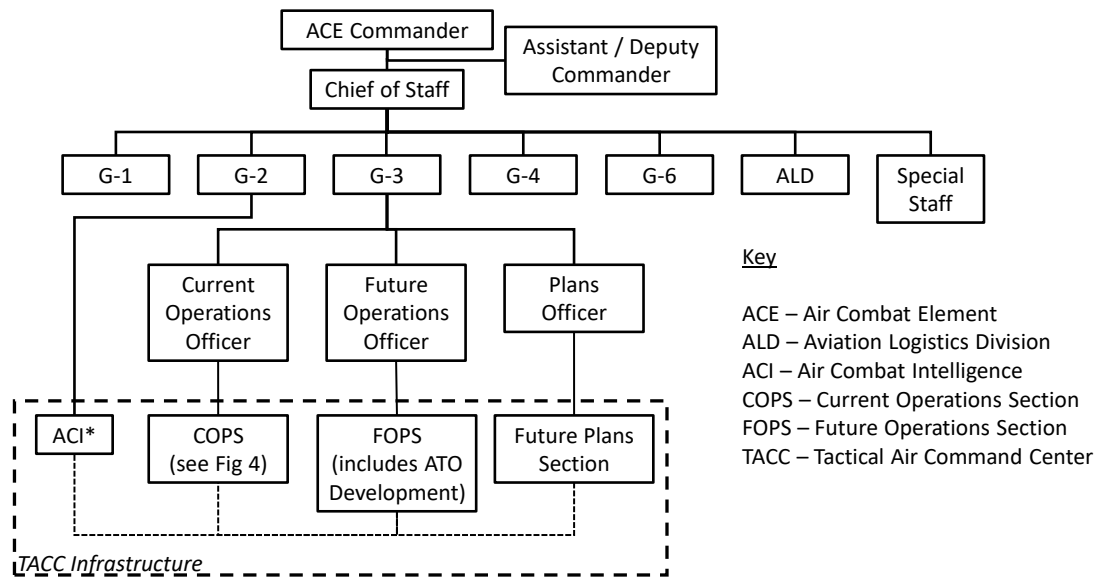 ACE Commander
Assistant / Deputy
Commander
Chief of Staff
G-1
G-2
G-3
G-4
G-6
ALD
Special
Staff
Current
Operations
Officer
Future
Operations
Officer
Plans
Officer
ACI*
COPS
(see Fig 4)
FOPS
(includes ATO
Development)
Future Plans
Section
TACC Infrastructure
Key
ACE – Air Combat Element
ALD – Aviation Logistics Division
ACI – Air Combat Intelligence
COPS – Current Operations Section
FOPS – Future Operations Section
TACC – Tactical Air Command Center